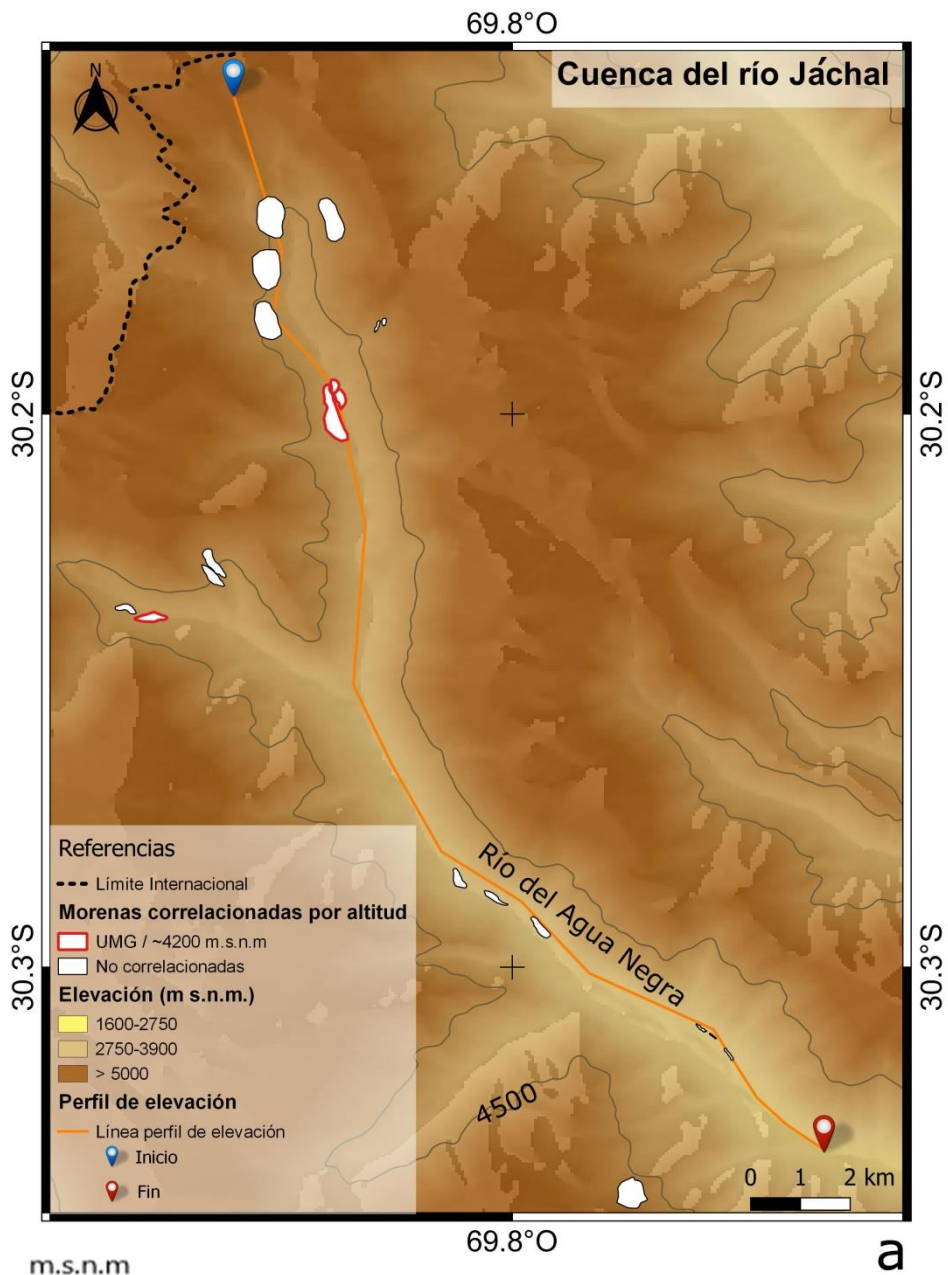 69.8°O
Cuenca del río Jáchal
N
30.2°S
30.2°S
Río del Agua Negra
30.3°S
30.3°S
4500
Referencias
Límite Internacional
Morenas correlacionadas por altitud
UMG / ~4200 m.s.n.m
No correlacionadas
Elevación (m s.n.m.)
1600-2750
2750-3900
> 5000
Perfil de elevación
Línea perfil de elevación
Inicio
Fin
0 1 2 km
69.8°O
a
m.s.n.m